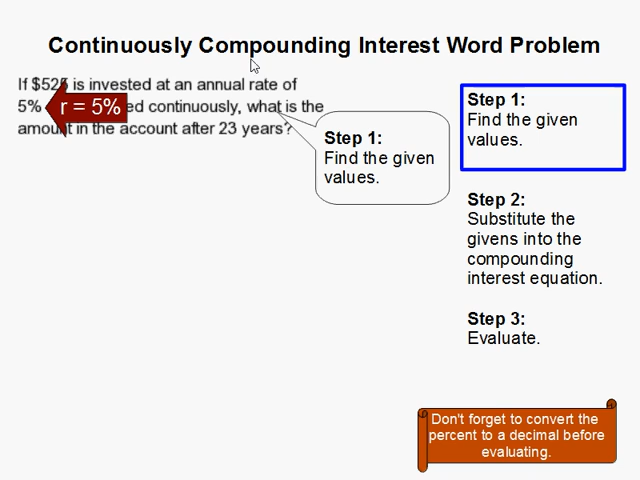 Continuously Compounding Interest Word Problem
If $525 is invested at an annual rate of
5% ed continuously, what is the
r = 5%
amount in the account after 23 years?
Step 1:
Find the given
values.
Step 1:
Find the given
values.
Step 2:
Substitute the
givens into the
compounding
interest equation.
Step 3:
Evaluate.
Don't forget to convert the
percent to a decimal before
evaluating.